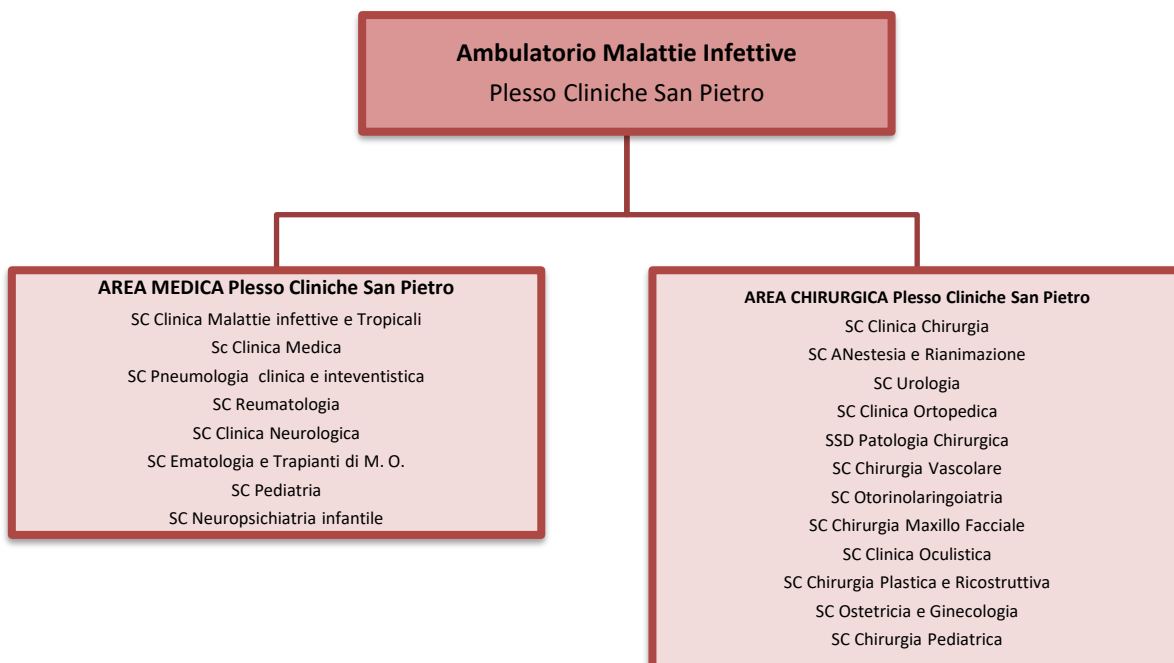 Ambulatorio Malattie Infettive
Plesso Cliniche San Pietro
AREA MEDICA Plesso Cliniche San Pietro
SC Clinica Malattie infettive e Tropicali
Sc Clinica Medica
SC Pneumologia clinica e inteventistica
SC Reumatologia
SC Clinica Neurologica
SC Ematologia e Trapianti di M. O.
SC Pediatria
SC Neuropsichiatria infantile
AREA CHIRURGICA Plesso Cliniche San Pietro
SC Clinica Chirurgia
SC ANestesia e Rianimazione
SC Urologia
SC Clinica Ortopedica
SSD Patologia Chirurgica
SC Chirurgia Vascolare
SC Otorinolaringoiatria
SC Chirurgia Maxillo Facciale
SC Clinica Oculistica
SC Chirurgia Plastica e Ricostruttiva
SC Ostetricia e Ginecologia
SC Chirurgia Pediatrica